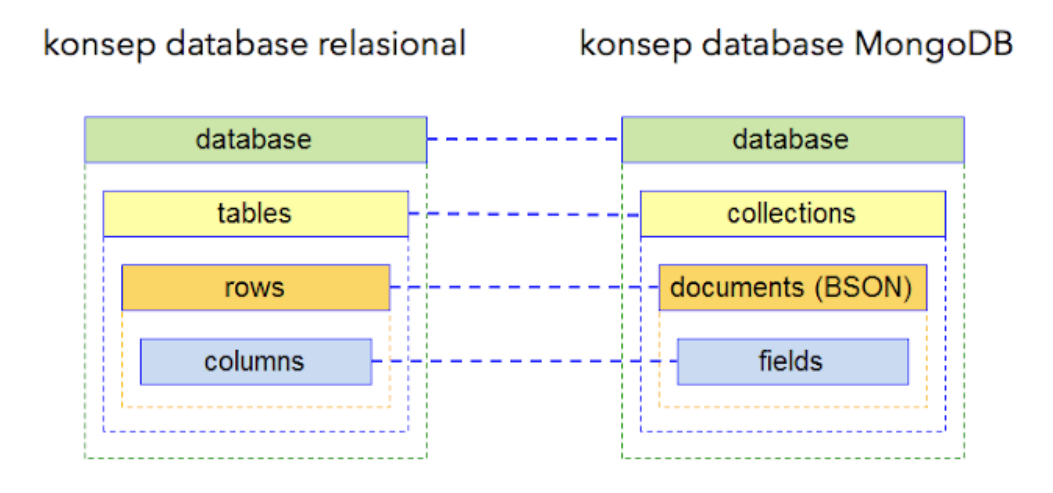 konsep database relasional
konsep database MongoDB
database
database
tables
collections
rows
documents (BSON)
columns
fields